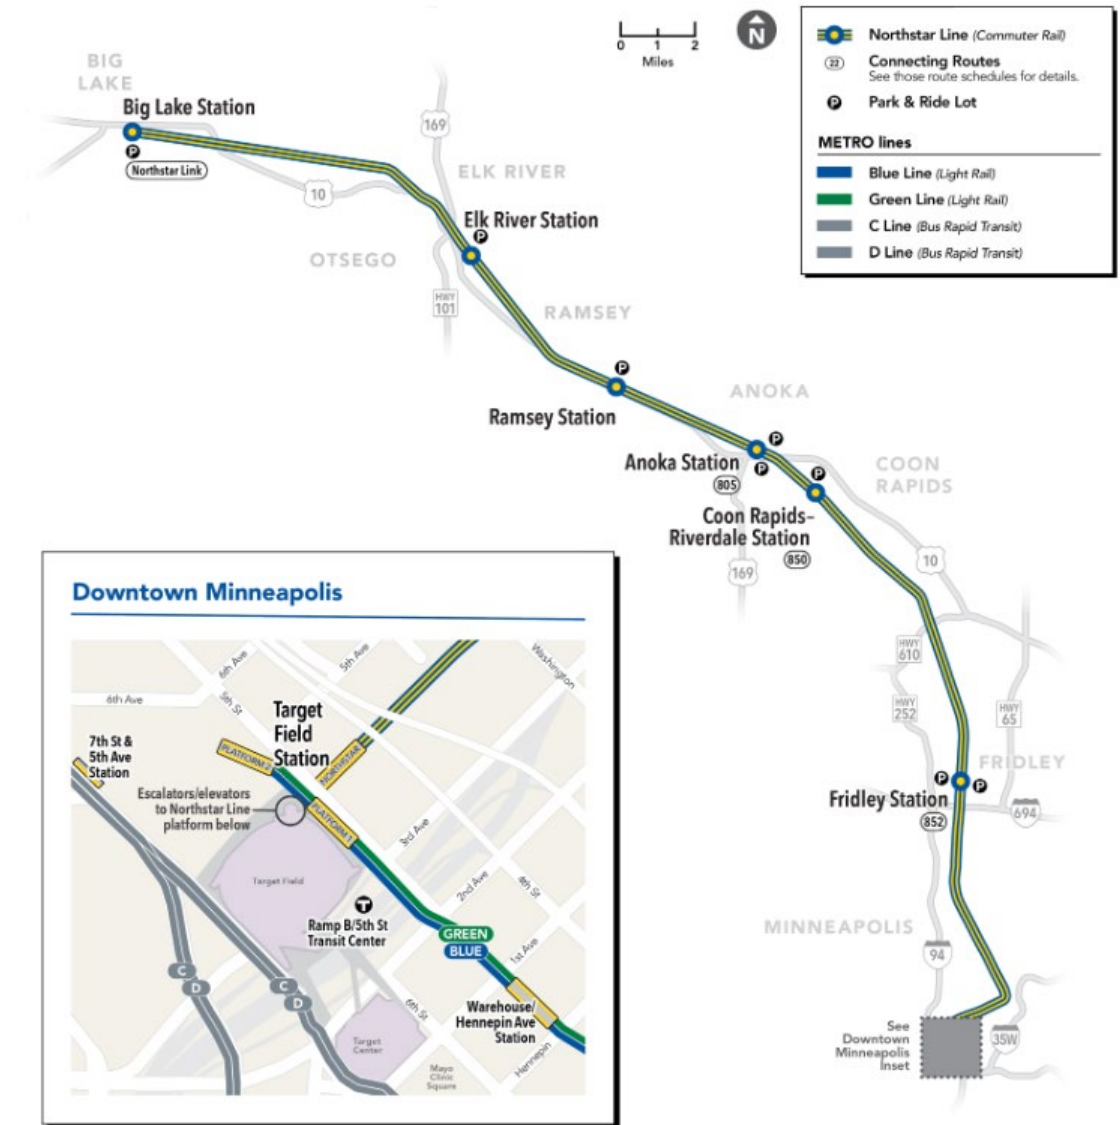 BIG
LAKE
Big Lake Station
P
Northstar Link
10
169
ELK RIVER
Elk River Station
P
OTSEGO
HWY
101
RAMSEY
P
Ramsey Station
ANOKA
P
Anoka Station
P
805
P
COON
RAPIDS
Coon Rapids–
Riverdale Station
850
169
10
HWY
610
HWY
252
HWY
65
FRIDLEY
P
P
Fridley Station
852
694
MINNEAPOLIS
94
See
Downtown
Minneapolis
Inset
35W
0 1 2
Miles
N
Northstar Line (Commuter Rail)
22
Connecting Routes
See those route schedules for details.
P
Park & Ride Lot
METRO lines
Blue Line (Light Rail)
Green Line (Light Rail)
C Line (Bus Rapid Transit)
D Line (Bus Rapid Transit)
Downtown Minneapolis
6th Ave
5th Ave
Washington
6th Ave
5th St
Target
Field
Station
PLATFORM 2
NORTHSTAR
7th St &
5th Ave
Station
Escalators/elevators
to Northstar Line
platform below
PLATFORM 1
3rd Ave
Target Field
2nd Ave
4th St
T
Ramp B/5th St
Transit Center
GREEN
BLUE
1st Ave
C
D
C
D
6th St
Warehouse/
Hennepin Ave
Station
Hennepin
Target
Center
Mayo
Clinic
Square